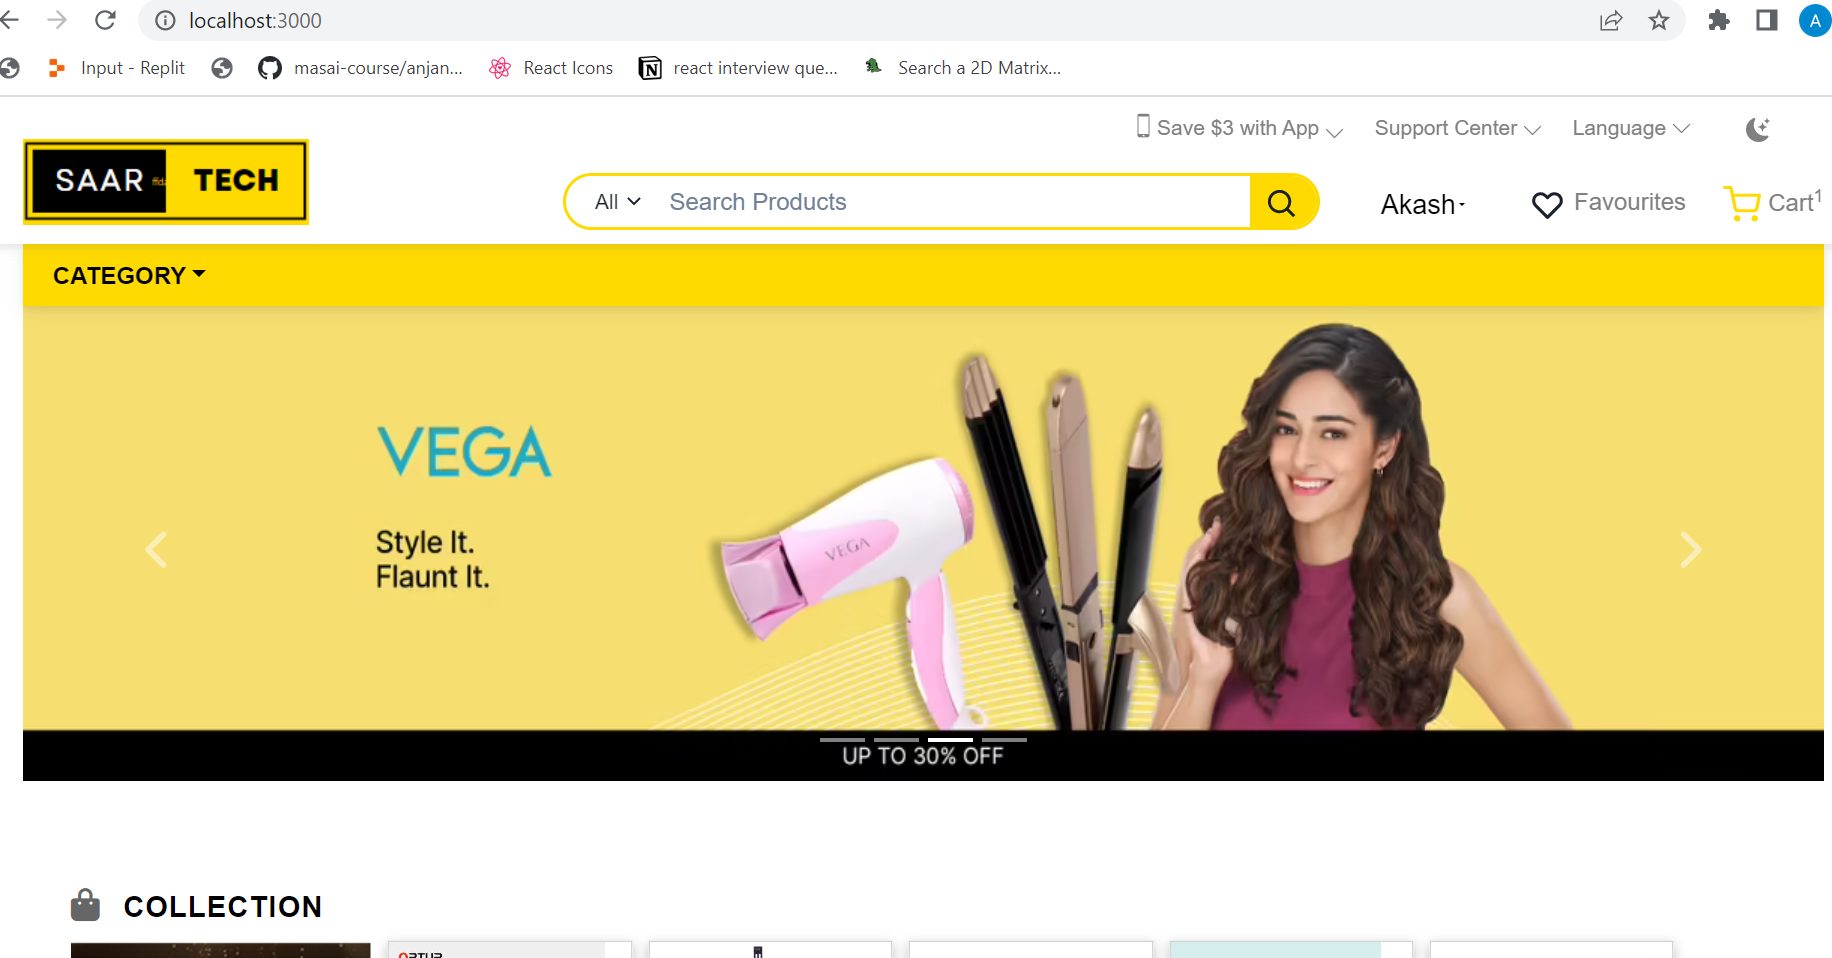 localhost:3000
A
Input - Replit
masai-course/anjan...
React Icons
react interview que...
Search a 2D Matrix...
Save $3 with App
Support Center
Language
SAAR
TECH
All
Search Products
Akash
Favourites
Cart1
CATEGORY
VEGA
Style It.
Flaunt It.
VEGA
UP TO 30% OFF
COLLECTION